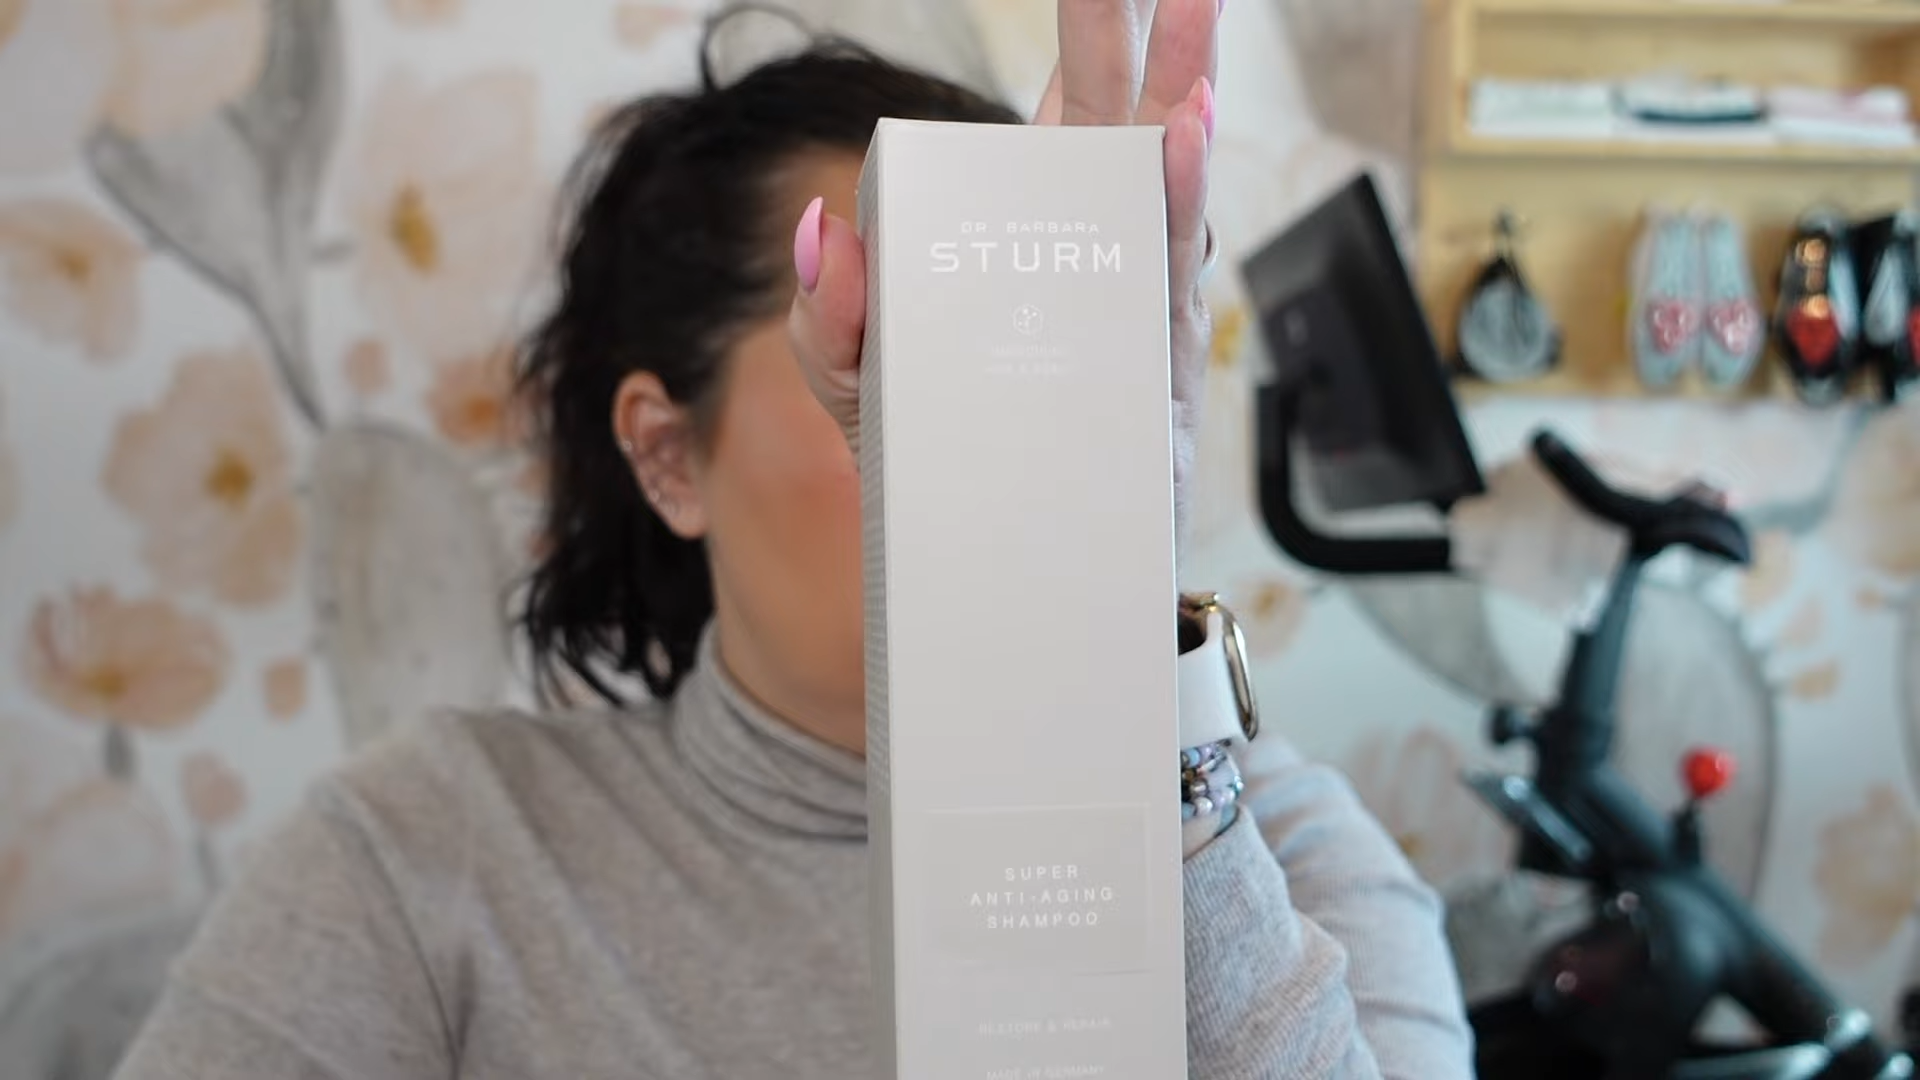 DR. BARBARA
STURM
SUPER
ANTI-AGING
SHAMPOO
RESTORE & REPAIR
MADE IN GERMANY